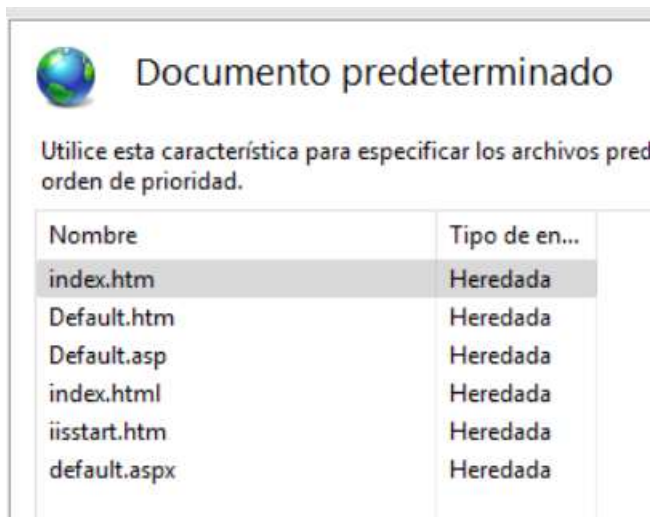 Documento predeterminado
Utilice esta característica para especificar los archivos pred
orden de prioridad.
Nombre Tipo de en...
index.htm Heredada
Default.htm Heredada
Default.asp Heredada
index.html Heredada
iisstart.htm Heredada
default.aspx Heredada